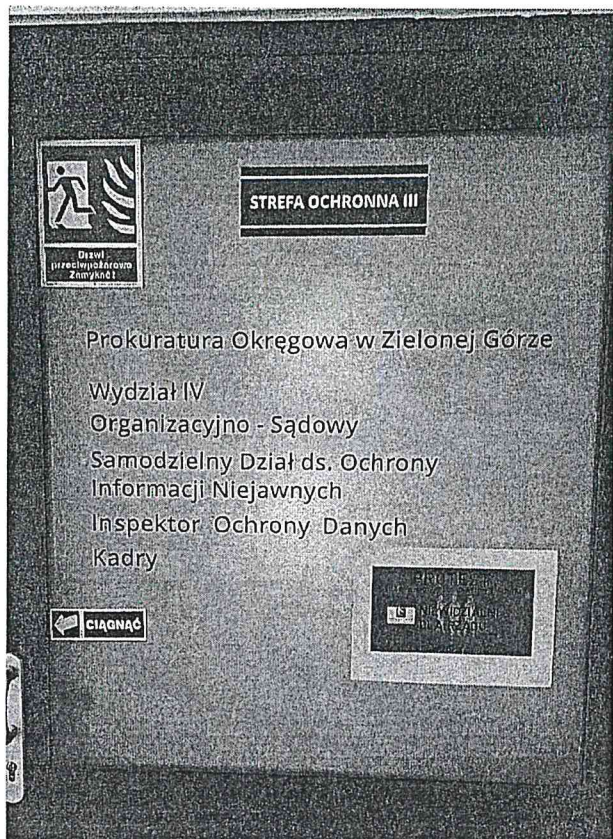 STREFA OCHRONNA III
Drzwi
przeciwpożarowe
Zamykać!
Prokuratura Okręgowa w Zielonej Górze
Wydział IV
Organizacyjno - Sądowy
Samodzielny Dział ds. Ochrony
Informacji Niejawnych
Inspektor Ochrony Danych
Kadry
CIĄGNĄĆ